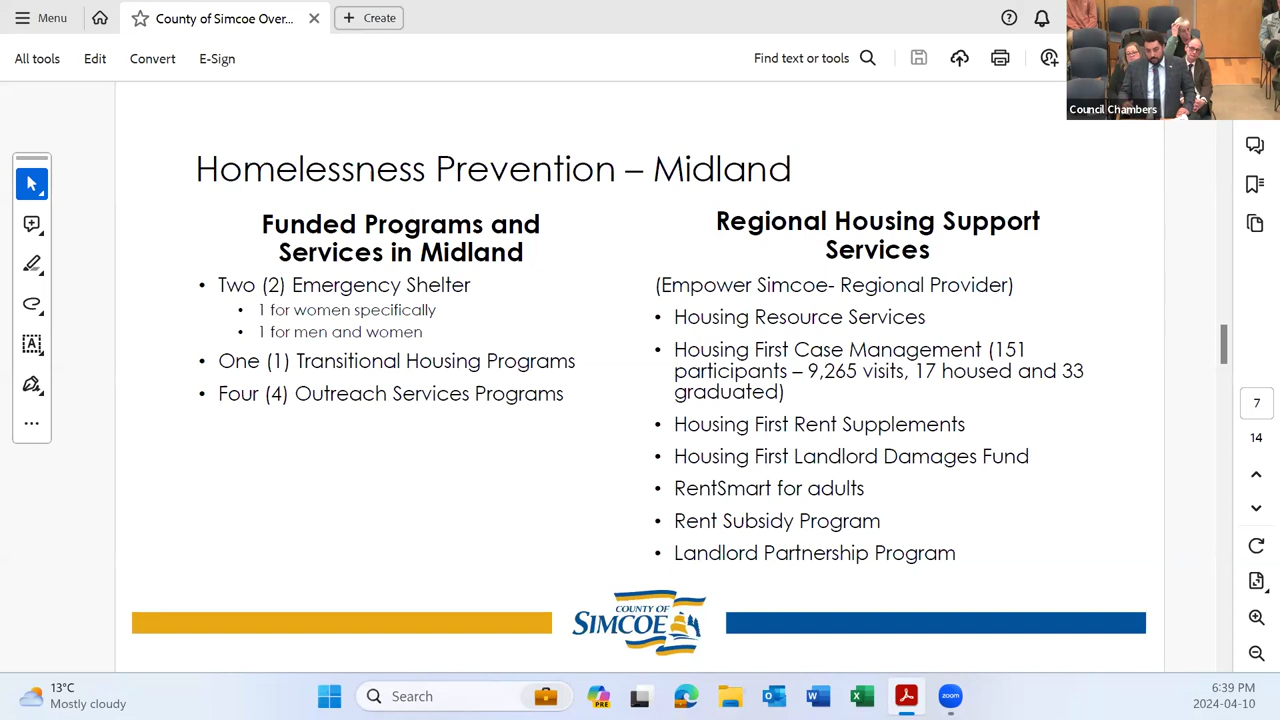 Menu
County of Simcoe Over...
Create
All tools
Edit
Convert
E-Sign
Find text or tools
Council Chambers
Homelessness Prevention – Midland
Funded Programs and
Services in Midland
• Two (2) Emergency Shelter
• 1 for women specifically
• 1 for men and women
• One (1) Transitional Housing Programs
• Four (4) Outreach Services Programs
Regional Housing Support
Services
(Empower Simcoe- Regional Provider)
• Housing Resource Services
• Housing First Case Management (151
participants – 9,265 visits, 17 housed and 33
graduated)
• Housing First Rent Supplements
• Housing First Landlord Damages Fund
• RentSmart for adults
• Rent Subsidy Program
• Landlord Partnership Program
COUNTY OF
SIMCOE
7
14
13°C
Mostly cloudy
Search
PRE
zoom
6:39 PM
2024-04-10